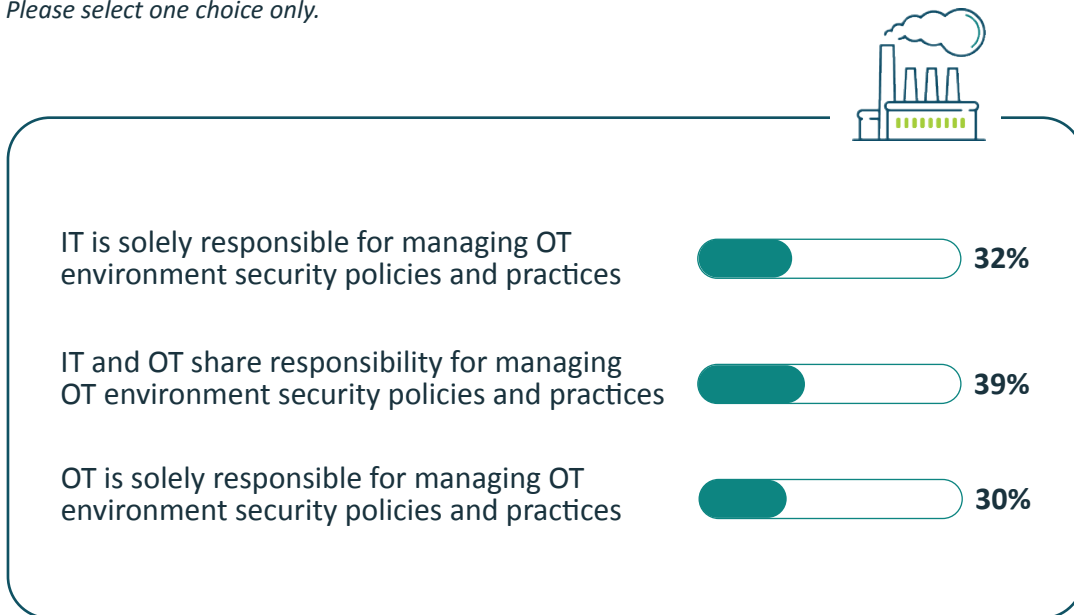 Please select one choice only.
IT is solely responsible for managing OT
environment security policies and practices
32%
IT and OT share responsibility for managing
OT environment security policies and practices
39%
OT is solely responsible for managing OT
environment security policies and practices
30%